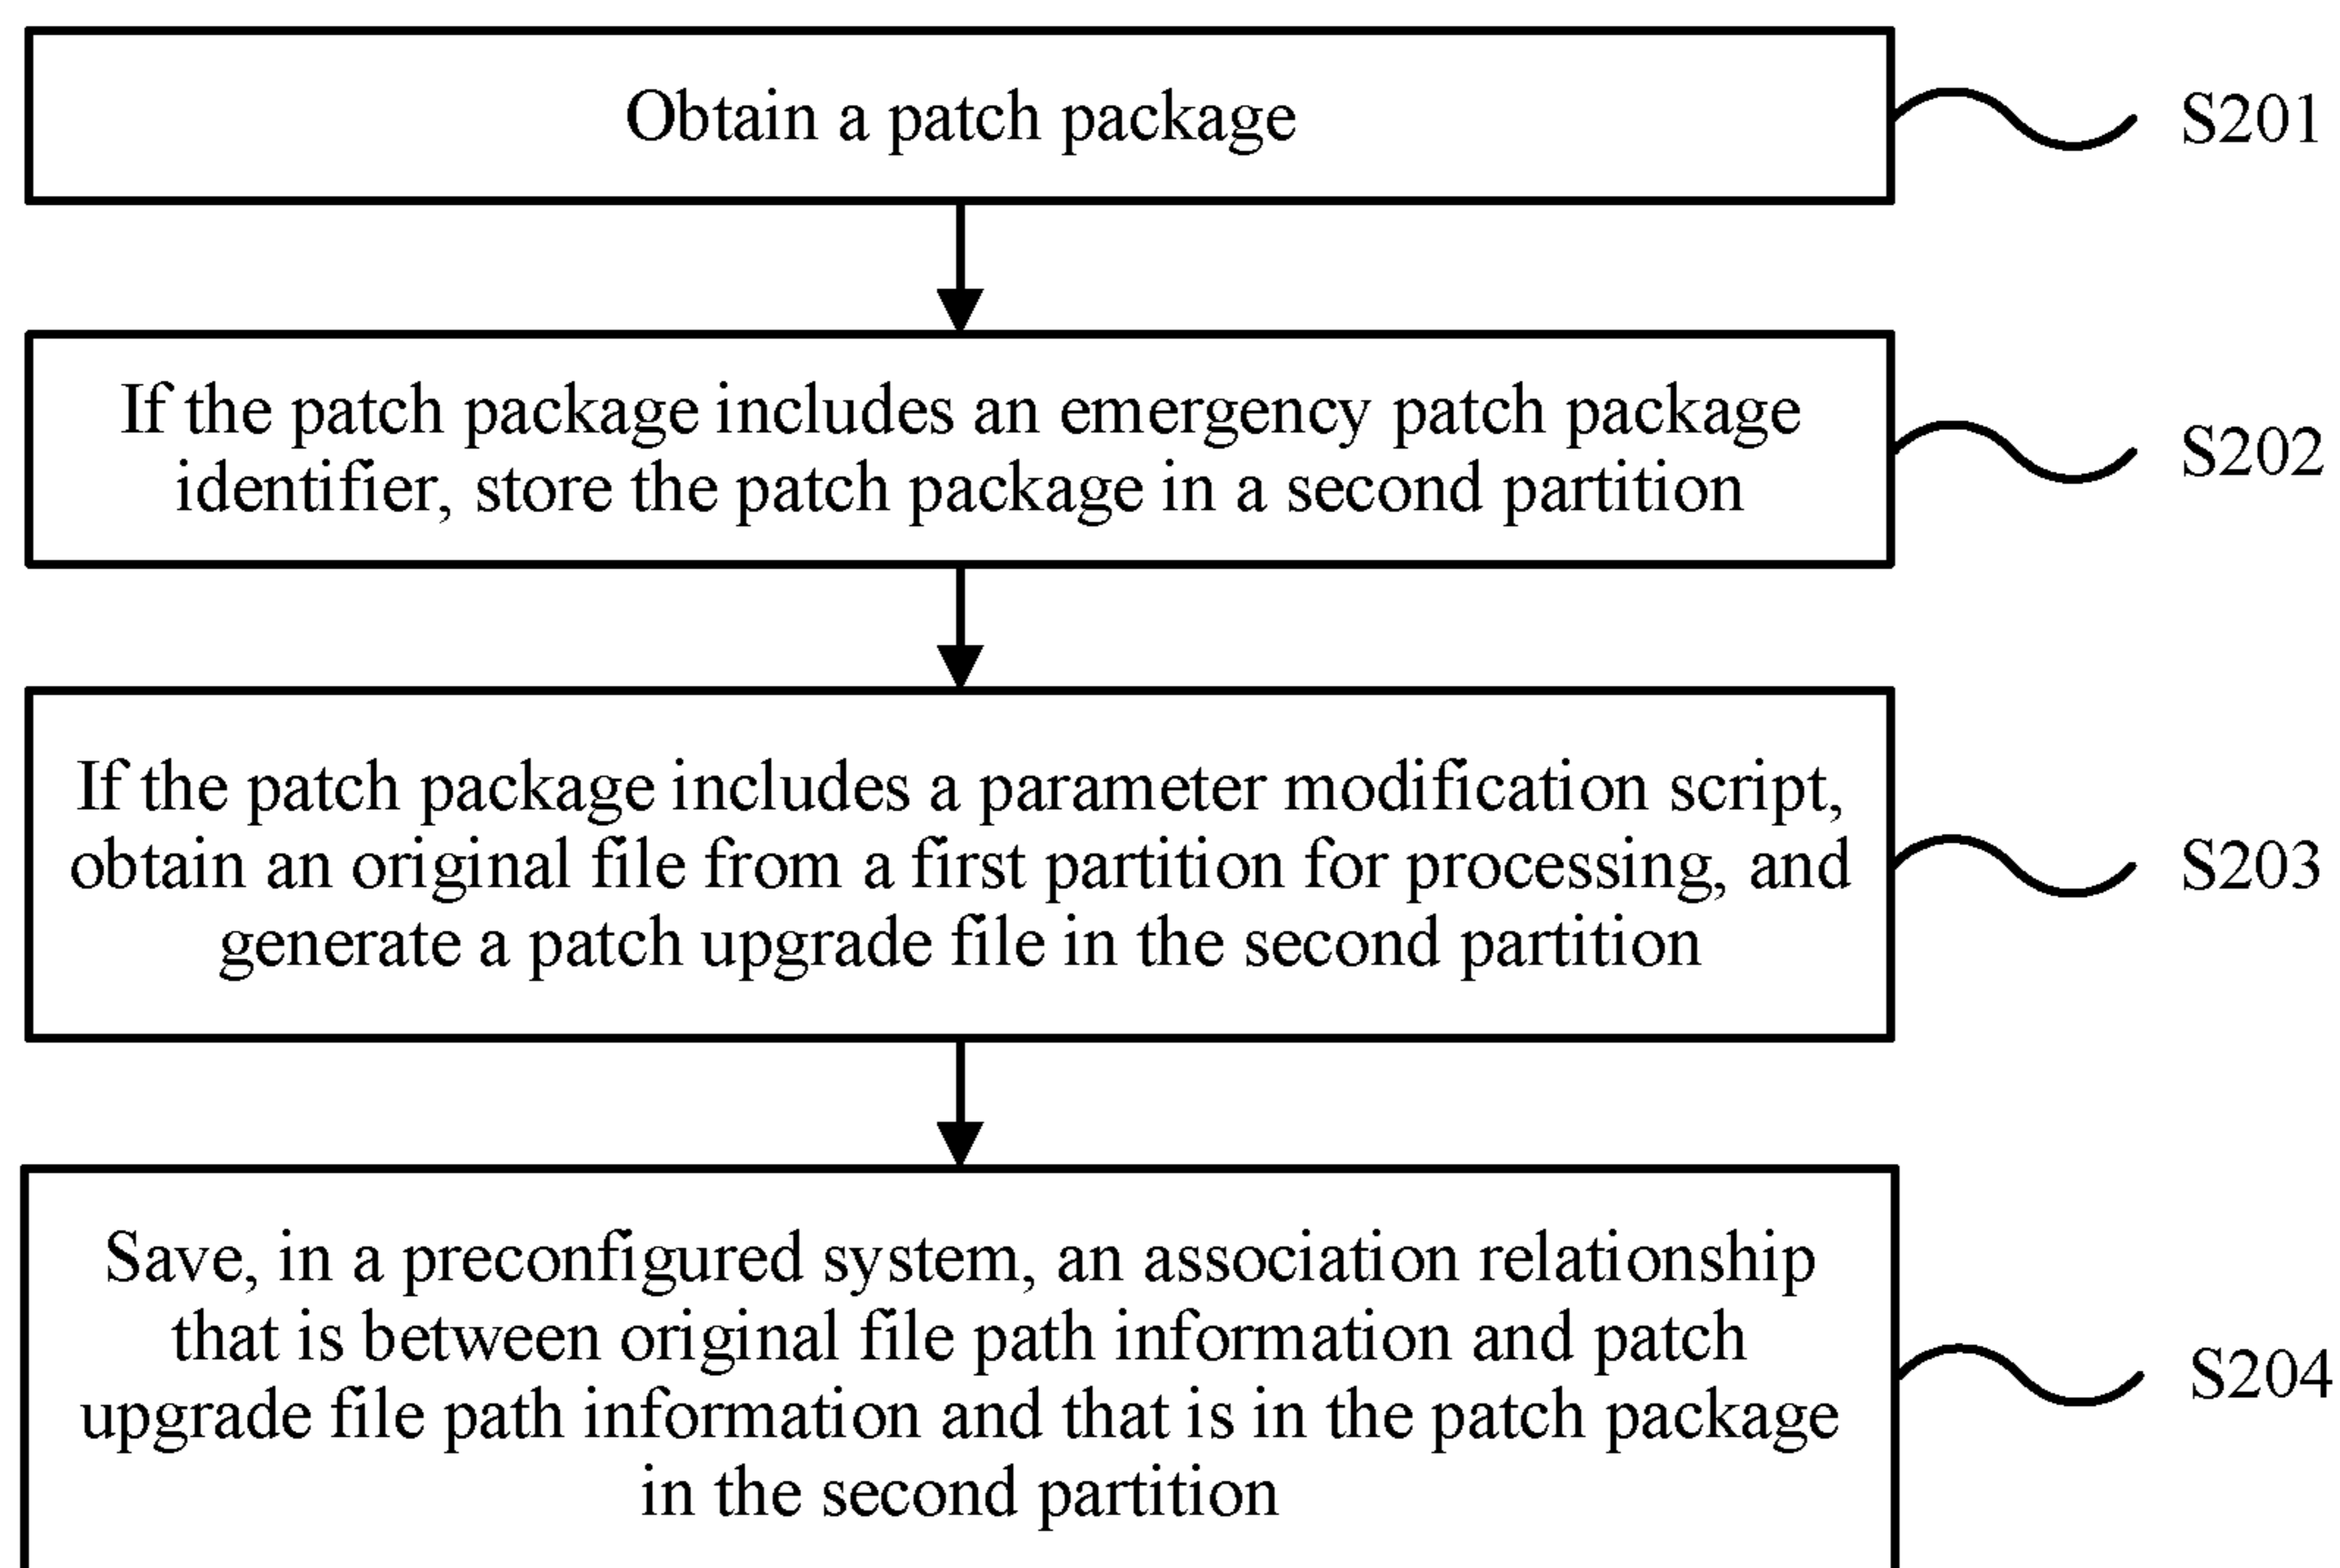 Obtain a patch package
S201
If the patch package includes an emergency patch package
identifier, store the patch package in a second partition
S202
If the patch package includes a parameter modification script,
obtain an original file from a first partition for processing, and
generate a patch upgrade file in the second partition
S203
Save, in a preconfigured system, an association relationship
that is between original file path information and patch
upgrade file path information and that is in the patch package
in the second partition
S204